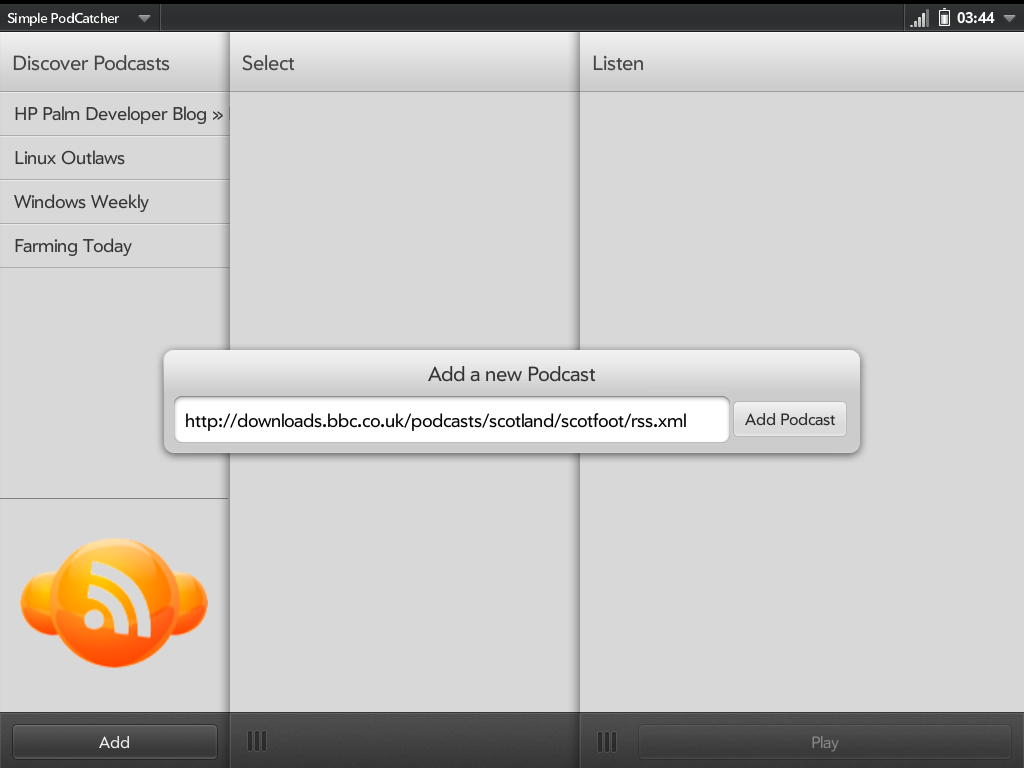 Simple PodCatcher
03:44
Discover Podcasts
Select
Listen
HP Palm Developer Blog »
Linux Outlaws
Windows Weekly
Farming Today
Add a new Podcast
http://downloads.bbc.co.uk/podcasts/scotland/scotfoot/rss.xml
Add Podcast
Add
Play